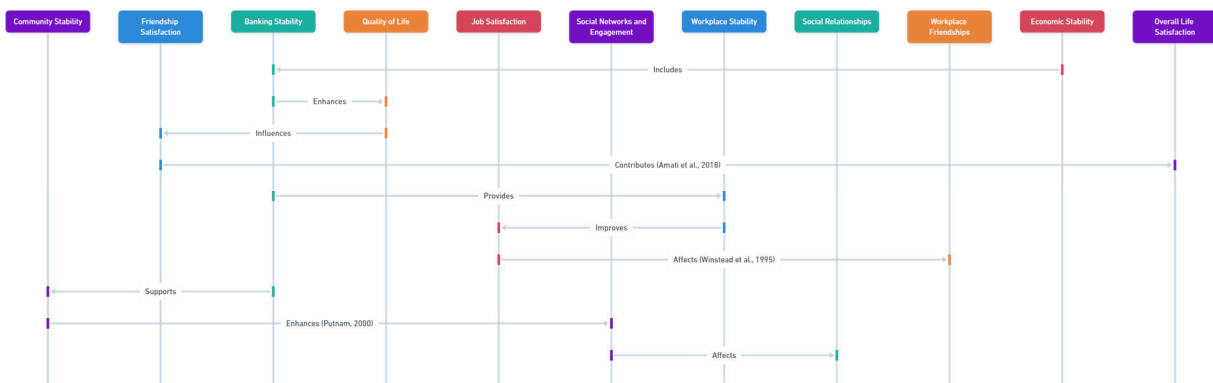 Community Stability
Friendship
Satisfaction
Banking Stability
Quality of Life
Job Satisfaction
Social Networks and
Engagement
Workplace Stability
Social Relationships
Workplace
Friendships
Economic Stability
Overall Life
Satisfaction
Includes
Enhances
Influences
Contributes (Amati et al., 2018)
Provides
Improves
Affects (Winstead et al., 1995)
Supports
Enhances (Putnam, 2000)
Affects